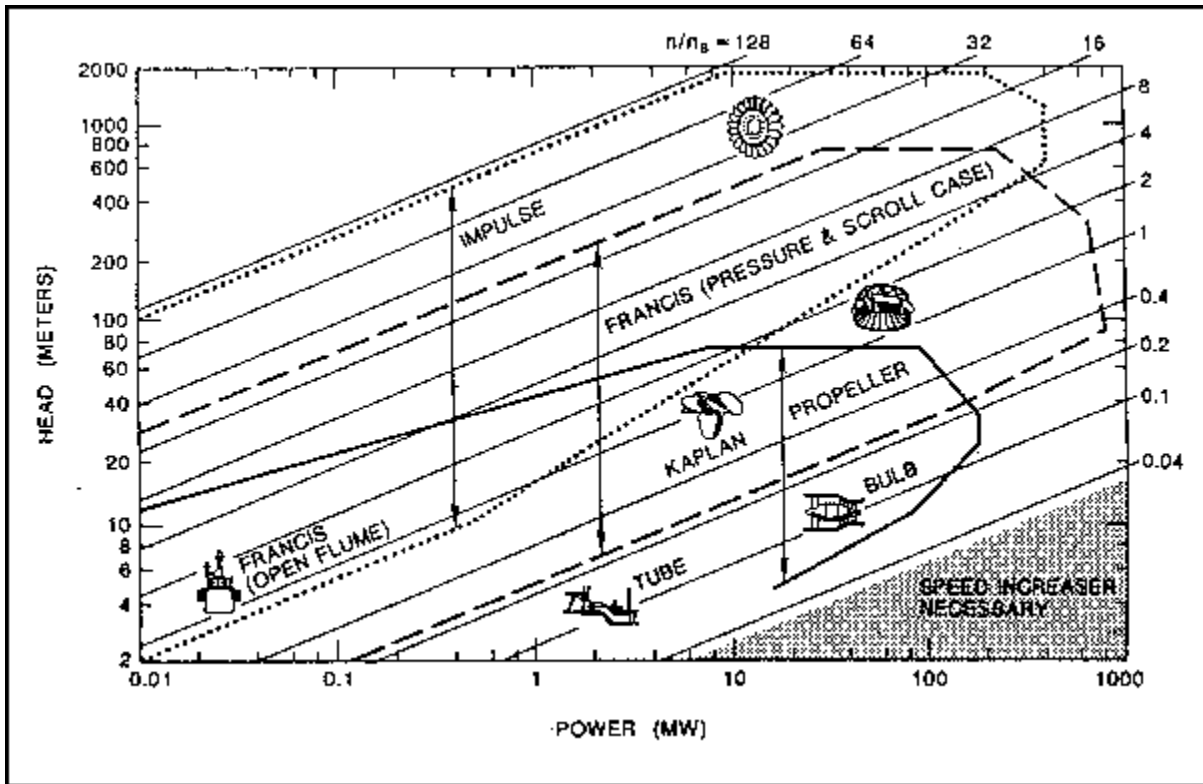 n/ns = 128
64
32
16
2000
1000
800
600
400
200
100
80
60
40
20
10
8
6
4
2
HEAD (METERS)
8
4
2
1
0.4
0.2
0.1
0.04
IMPULSE
FRANCIS (PRESSURE & SCROLL CASE)
PROPELLER
KAPLAN
BULB
FRANCIS
(OPEN FLUME)
TUBE
SPEED INCREASER
NECESSARY
0.01
0.1
1
10
100
1000
POWER (MW)